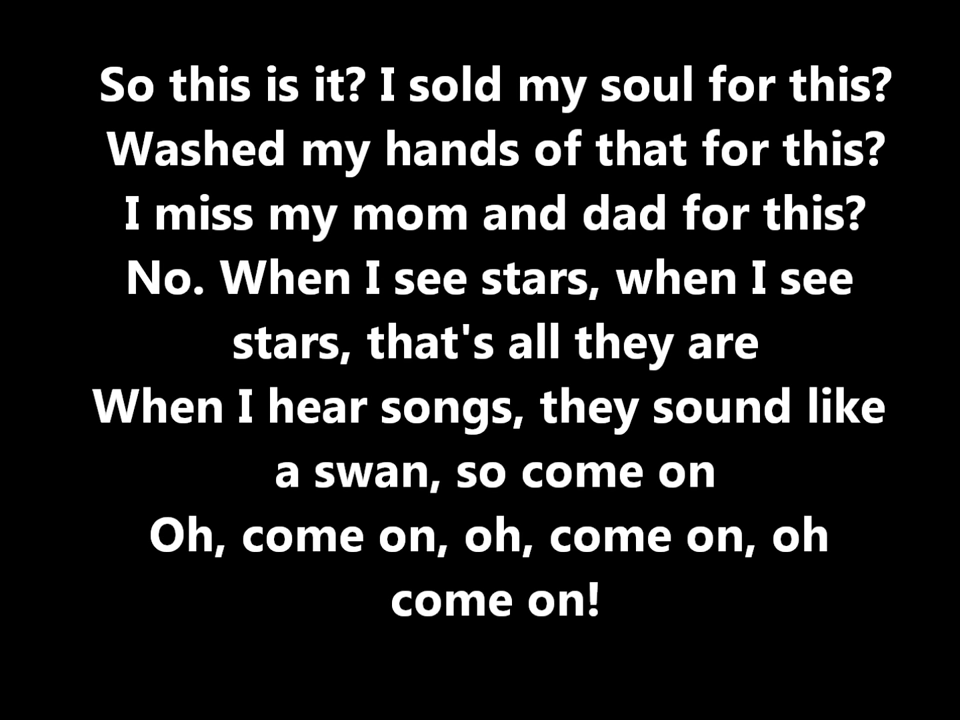 So this is it? I sold my soul for this?
Washed my hands of that for this?
I miss my mom and dad for this?
No. When I see stars, when I see
stars, that's all they are
When I hear songs, they sound like
a swan, so come on
Oh, come on, oh, come on, oh
come on!